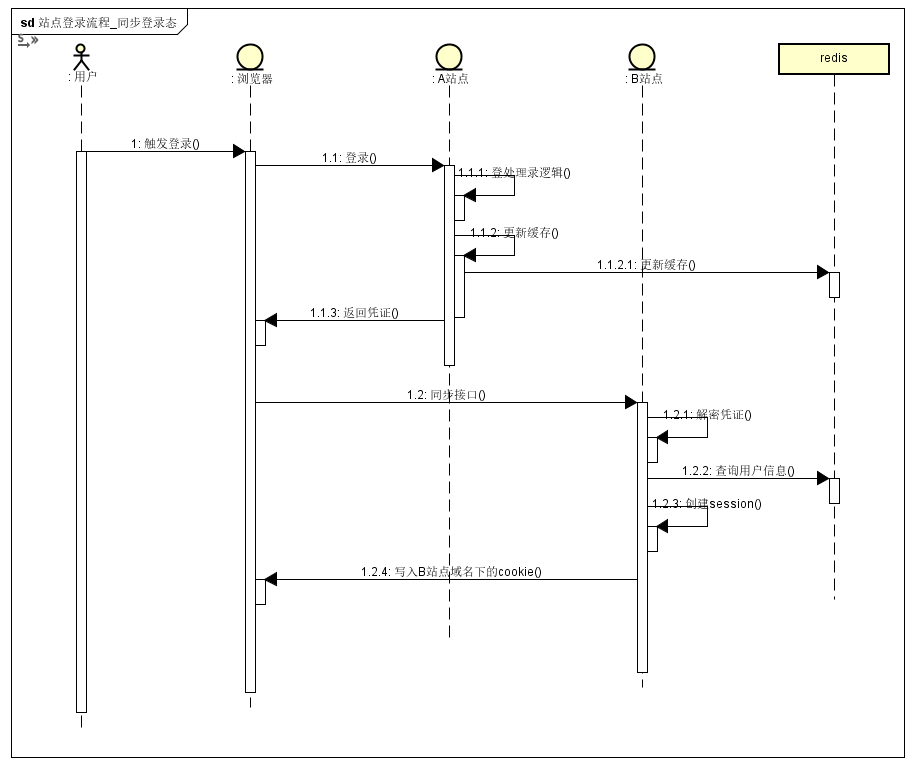 sd 站点登录流程_同步登录态
: 用户
: 浏览器
: A站点
: B站点
redis
1: 触发登录()
1.1: 登录()
1.1.1: 登处理录逻辑()
1.1.2: 更新缓存()
1.1.2.1: 更新缓存()
1.1.3: 返回凭证()
1.2: 同步接口()
1.2.1: 解密凭证()
1.2.2: 查询用户信息()
1.2.3: 创建session()
1.2.4: 写入B站点域名下的cookie()